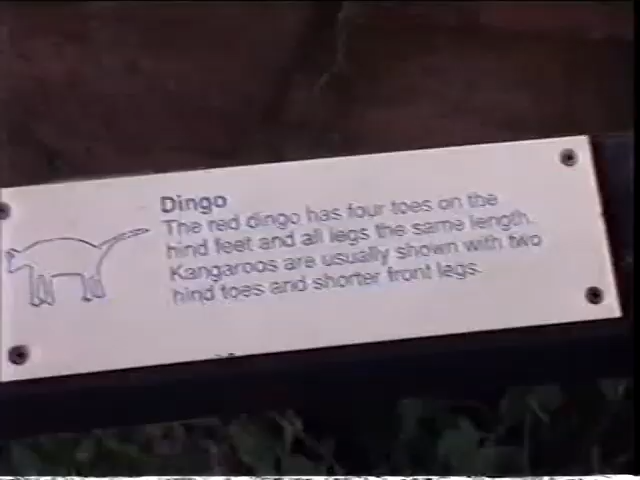 Dingo
The red dingo has four toes on the
hind feet and all legs the same length.
Kangaroos are usually shown with two
hind toes and shorter front legs.